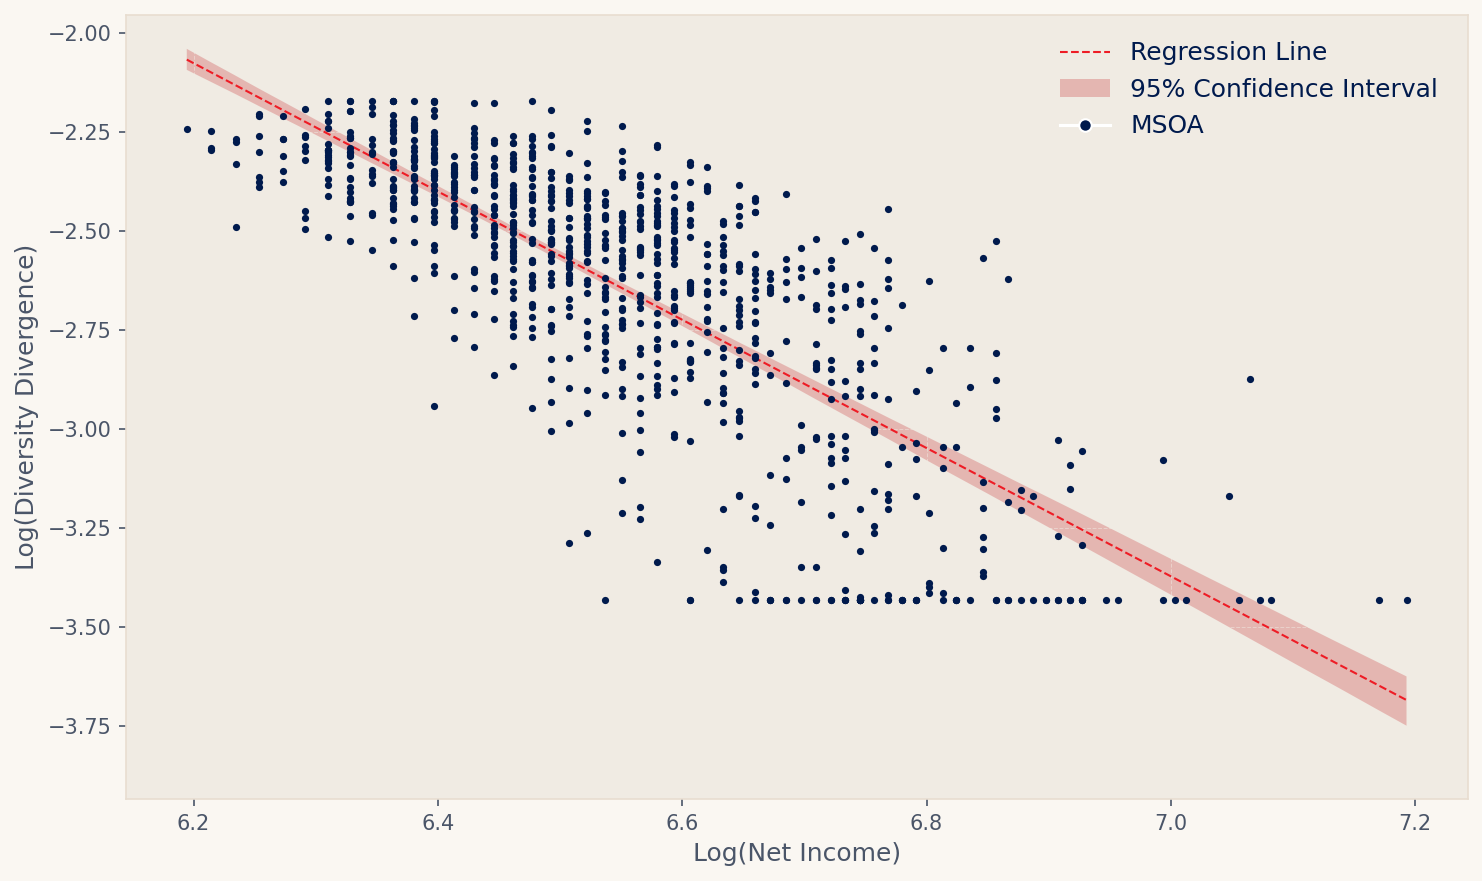 −2.00
−2.25
−2.50
−2.75
−3.00
−3.25
−3.50
−3.75
Log(Diversity Divergence)
Regression Line
95% Confidence Interval
MSOA
6.2 6.4 6.6 6.8 7.0 7.2
Log(Net Income)